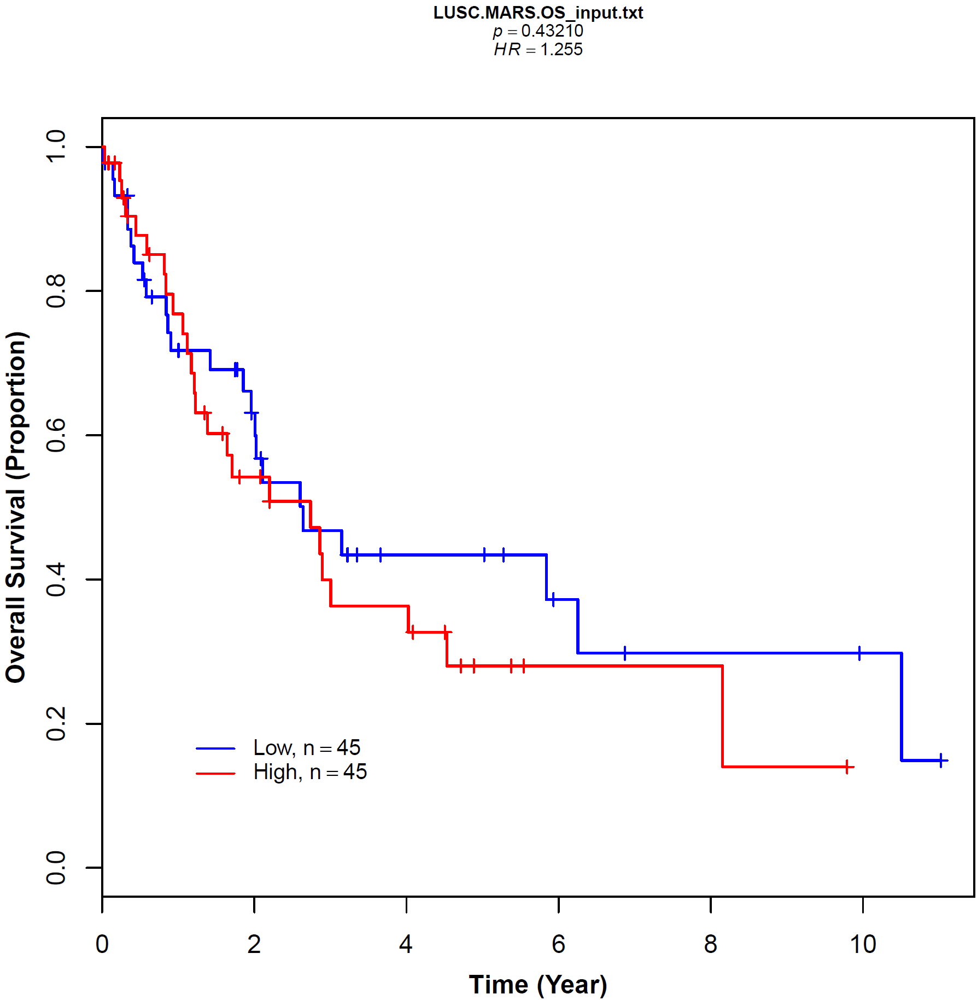 LUSC.MARS.OS_input.txt
p = 0.43210
HR = 1.255
Overall Survival (Proportion)
1.0
0.8
0.6
0.4
0.2
0.0
Low, n = 45
High, n = 45
0 2 4 6 8 10
Time (Year)